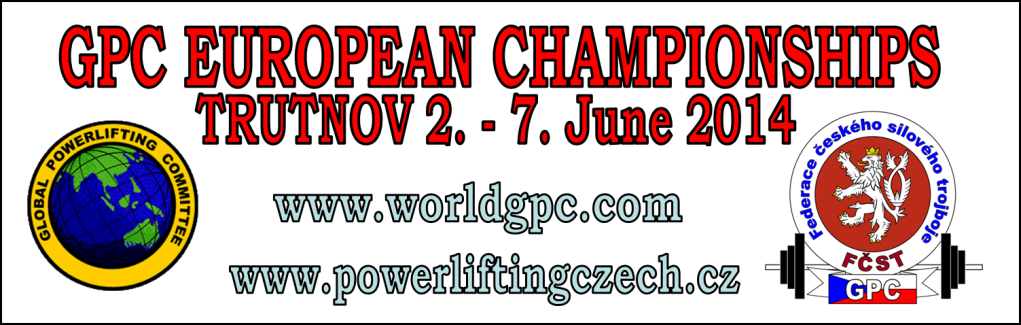 GPC EUROPEAN CHAMPIONSHIPS
TRUTNOV 2. - 7. June 2014
GLOBAL POWERLIFTING COMMITTEE
www.worldgpc.com
www.powerliftingczech.cz
Federace českého silového trojboje
FČST
GPC